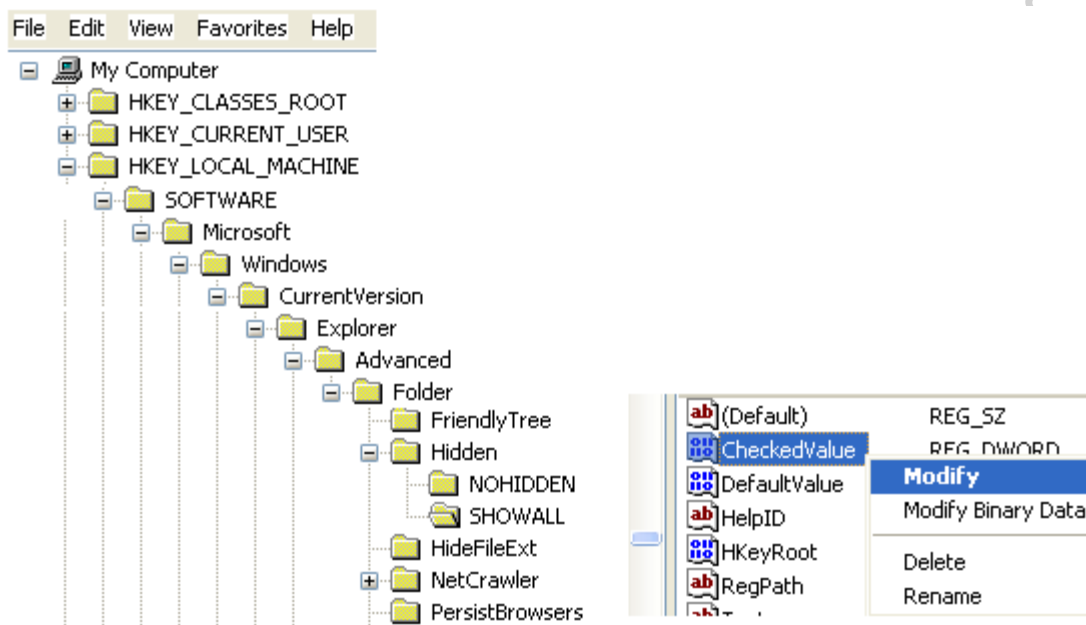 File Edit View Favorites Help
My Computer
HKEY_CLASSES_ROOT
HKEY_CURRENT_USER
HKEY_LOCAL_MACHINE
SOFTWARE
Microsoft
Windows
CurrentVersion
Explorer
Advanced
Folder
FriendlyTree
Hidden
NOHIDDEN
SHOWALL
HideFileExt
NetCrawler
PersistBrowsers
(Default) REG_SZ
CheckedValue REG_DWORD
DefaultValue
HelpID
HKeyRoot
RegPath
Modify
Modify Binary Data
Delete
Rename